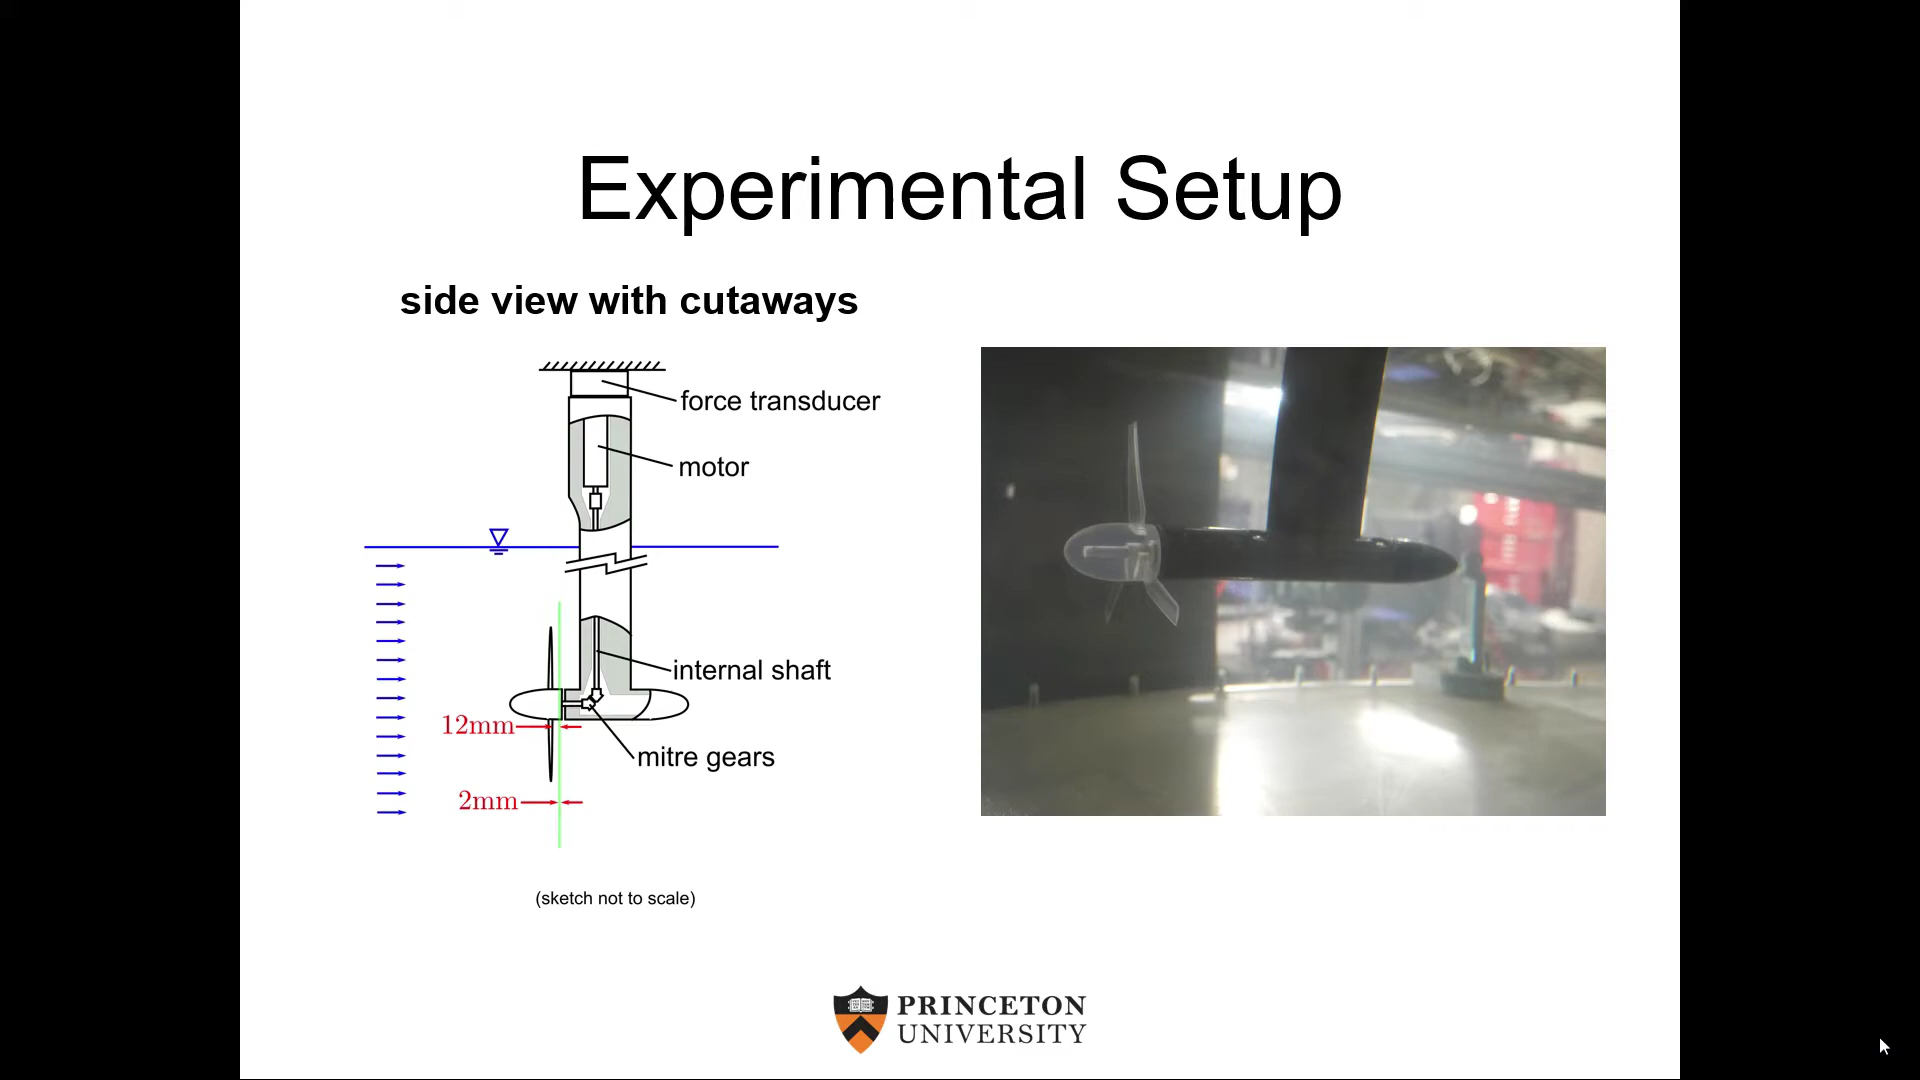 Experimental Setup
side view with cutaways
force transducer
motor
internal shaft
12mm
mitre gears
2mm
(sketch not to scale)
PRINCETON
UNIVERSITY